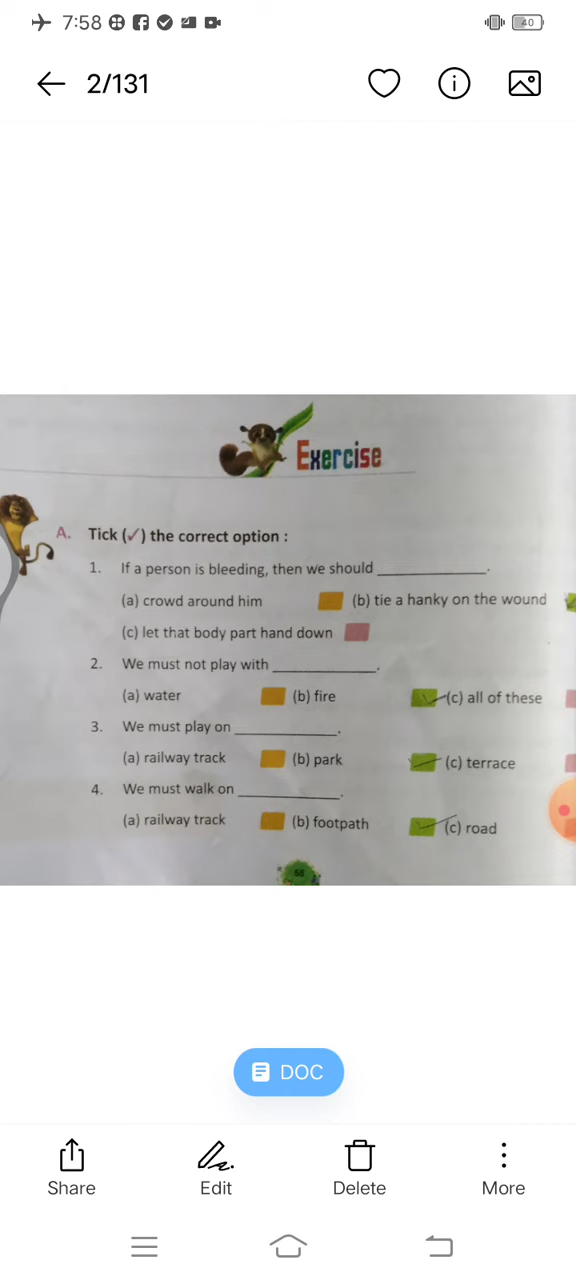 7:58
40
2/131
Exercise
A. Tick (✓) the correct option :
1. If a person is bleeding, then we should ____________.
(a) crowd around him (b) tie a hanky on the wound
(c) let that body part hand down
2. We must not play with ____________.
(a) water (b) fire (c) all of these
3. We must play on ____________.
(a) railway track (b) park (c) terrace
4. We must walk on ____________.
(a) railway track (b) footpath (c) road
DOC
Share Edit Delete More